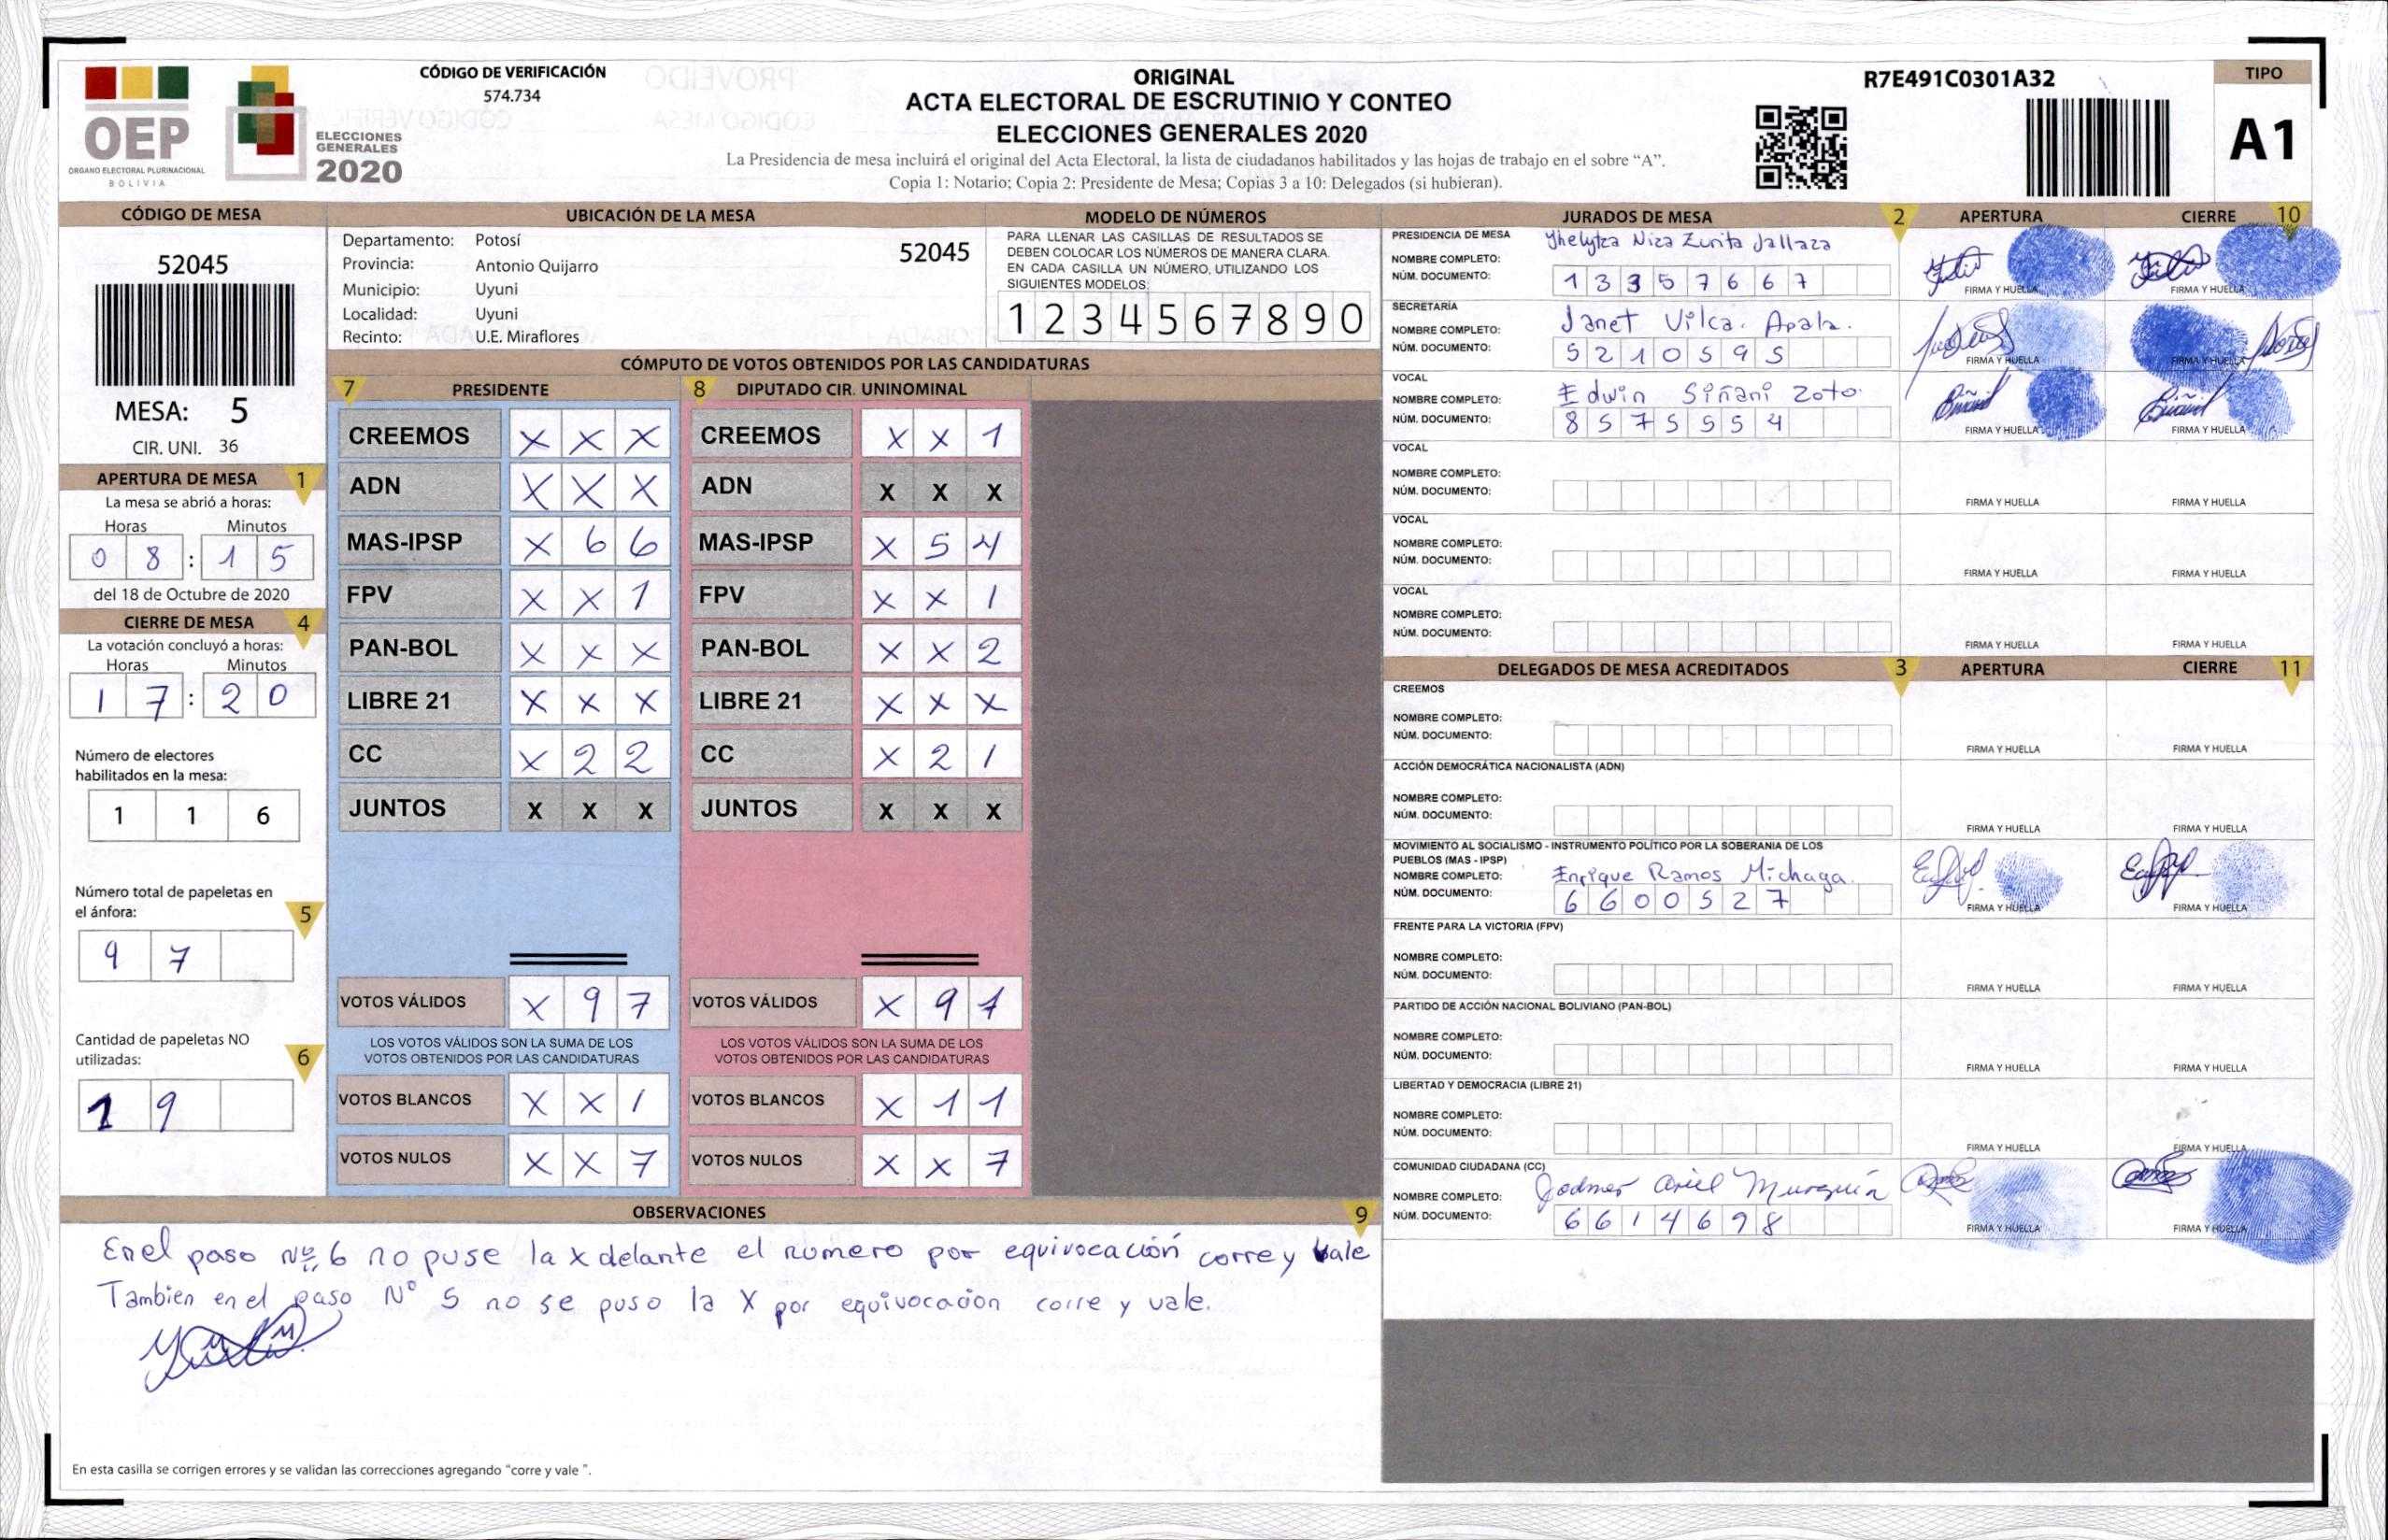 CÓDIGO DE VERIFICACIÓN
574.734
OEP
ÓRGANO ELECTORAL PLURINACIONAL
BOLIVIA
ELECCIONES
GENERALES
2020
ORIGINAL
ACTA ELECTORAL DE ESCRUTINIO Y CONTEO
ELECCIONES GENERALES 2020
La Presidencia de mesa incluirá el original del Acta Electoral, la lista de ciudadanos habilitados y las hojas de trabajo en el sobre “A”.
Copia 1: Notario; Copia 2: Presidente de Mesa; Copias 3 a 10: Delegados (si hubieran).
R7E491C0301A32
TIPO
A1
CÓDIGO DE MESA
52045
MESA: 5
CIR. UNI. 36
APERTURA DE MESA 1
La mesa se abrió a horas:
Horas Minutos
0 8 : 1 5
del 18 de Octubre de 2020
CIERRE DE MESA 4
La votación concluyó a horas:
Horas Minutos
1 7 : 2 0
Número de electores
habilitados en la mesa:
1 1 6
Número total de papeletas en
el ánfora: 5
9 7
Cantidad de papeletas NO
utilizadas: 6
1 9
UBICACIÓN DE LA MESA
Departamento: Potosí 52045
Provincia: Antonio Quijarro
Municipio: Uyuni
Localidad: Uyuni
Recinto: U.E. Miraflores
MODELO DE NÚMEROS
PARA LLENAR LAS CASILLAS DE RESULTADOS SE
DEBEN COLOCAR LOS NÚMEROS DE MANERA CLARA.
EN CADA CASILLA UN NÚMERO, UTILIZANDO LOS
SIGUIENTES MODELOS:
1 2 3 4 5 6 7 8 9 0
CÓMPUTO DE VOTOS OBTENIDOS POR LAS CANDIDATURAS
7 PRESIDENTE
CREEMOS X X X
ADN X X X
MAS-IPSP X 6 6
FPV X X 1
PAN-BOL X X X
LIBRE 21 X X X
CC X 2 2
JUNTOS X X X
VOTOS VÁLIDOS X 9 7
LOS VOTOS VÁLIDOS SON LA SUMA DE LOS
VOTOS OBTENIDOS POR LAS CANDIDATURAS
VOTOS BLANCOS X X 1
VOTOS NULOS X X 7
8 DIPUTADO CIR. UNINOMINAL
CREEMOS X X 1
ADN X X X
MAS-IPSP X 5 4
FPV X X 1
PAN-BOL X X 2
LIBRE 21 X X X
CC X 2 1
JUNTOS X X X
VOTOS VÁLIDOS X 9 1
LOS VOTOS VÁLIDOS SON LA SUMA DE LOS
VOTOS OBTENIDOS POR LAS CANDIDATURAS
VOTOS BLANCOS X 1 1
VOTOS NULOS X X 7
OBSERVACIONES 9
En el paso Nº 6 no puse la x delante el numero por equivocación corre y vale
Tambien en el paso Nº 5 no se puso la X por equivocacion corre y vale.
En esta casilla se corrigen errores y se validan las correcciones agregando “corre y vale ”.
JURADOS DE MESA 2 APERTURA CIERRE 10
PRESIDENCIA DE MESA
NOMBRE COMPLETO: Yhelytza Niza Zurita Jallaza
NÚM. DOCUMENTO: 1 3 3 5 7 6 6 7
FIRMA Y HUELLA FIRMA Y HUELLA
SECRETARÍA
NOMBRE COMPLETO: Janet Vilca. Apala.
NÚM. DOCUMENTO: 5 2 1 0 5 9 5
FIRMA Y HUELLA FIRMA Y HUELLA
VOCAL
NOMBRE COMPLETO: Edwin Siñani Zoto.
NÚM. DOCUMENTO: 8 5 7 5 5 5 4
FIRMA Y HUELLA FIRMA Y HUELLA
VOCAL
NOMBRE COMPLETO:
NÚM. DOCUMENTO:
FIRMA Y HUELLA FIRMA Y HUELLA
VOCAL
NOMBRE COMPLETO:
NÚM. DOCUMENTO:
FIRMA Y HUELLA FIRMA Y HUELLA
VOCAL
NOMBRE COMPLETO:
NÚM. DOCUMENTO:
FIRMA Y HUELLA FIRMA Y HUELLA
DELEGADOS DE MESA ACREDITADOS 3 APERTURA CIERRE 11
CREEMOS
NOMBRE COMPLETO:
NÚM. DOCUMENTO:
FIRMA Y HUELLA FIRMA Y HUELLA
ACCIÓN DEMOCRÁTICA NACIONALISTA (ADN)
NOMBRE COMPLETO:
NÚM. DOCUMENTO:
FIRMA Y HUELLA FIRMA Y HUELLA
MOVIMIENTO AL SOCIALISMO - INSTRUMENTO POLÍTICO POR LA SOBERANIA DE LOS
PUEBLOS (MAS - IPSP)
NOMBRE COMPLETO: Enrique Ramos Michaga.
NÚM. DOCUMENTO: 6 6 0 0 5 2 7
FIRMA Y HUELLA FIRMA Y HUELLA
FRENTE PARA LA VICTORIA (FPV)
NOMBRE COMPLETO:
NÚM. DOCUMENTO:
FIRMA Y HUELLA FIRMA Y HUELLA
PARTIDO DE ACCIÓN NACIONAL BOLIVIANO (PAN-BOL)
NOMBRE COMPLETO:
NÚM. DOCUMENTO:
FIRMA Y HUELLA FIRMA Y HUELLA
LIBERTAD Y DEMOCRACIA (LIBRE 21)
NOMBRE COMPLETO:
NÚM. DOCUMENTO:
FIRMA Y HUELLA FIRMA Y HUELLA
COMUNIDAD CIUDADANA (CC)
NOMBRE COMPLETO: Ariel
NÚM. DOCUMENTO: 6 6 1 4 6 9 8
FIRMA Y HUELLA FIRMA Y HUELLA